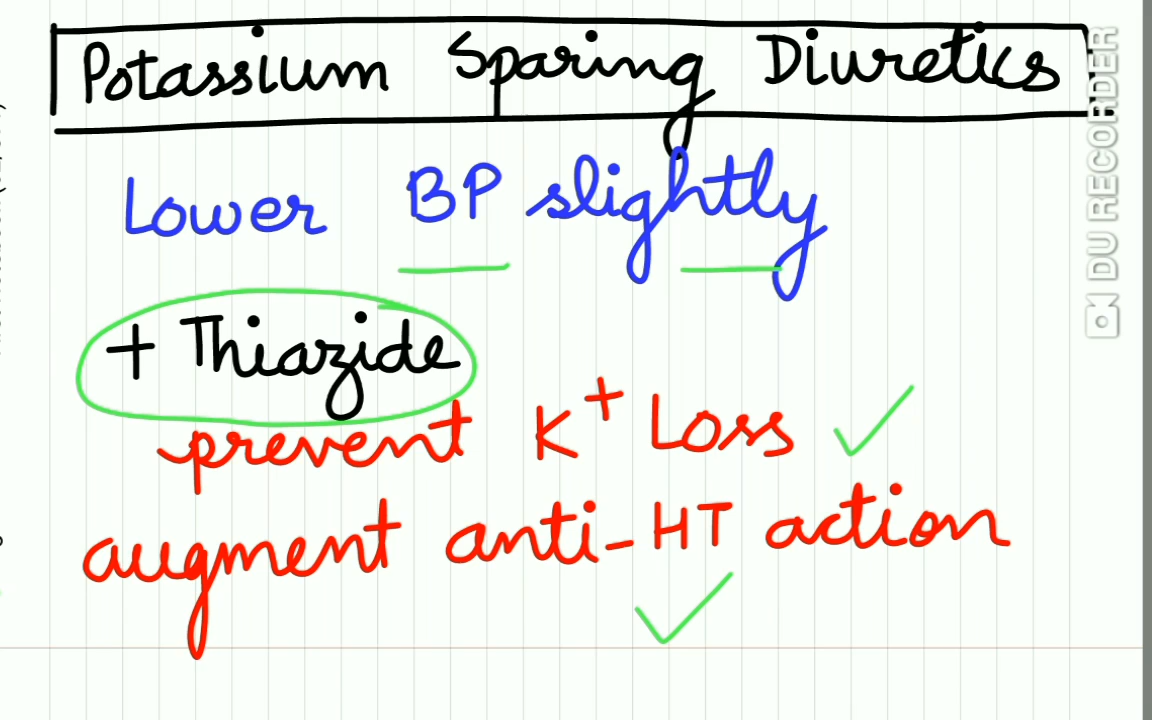 Potassium Sparing Diuretics
Lower BP slightly
+ Thiazide
prevent K+ Loss
augment anti-HT action
DU RECORDER